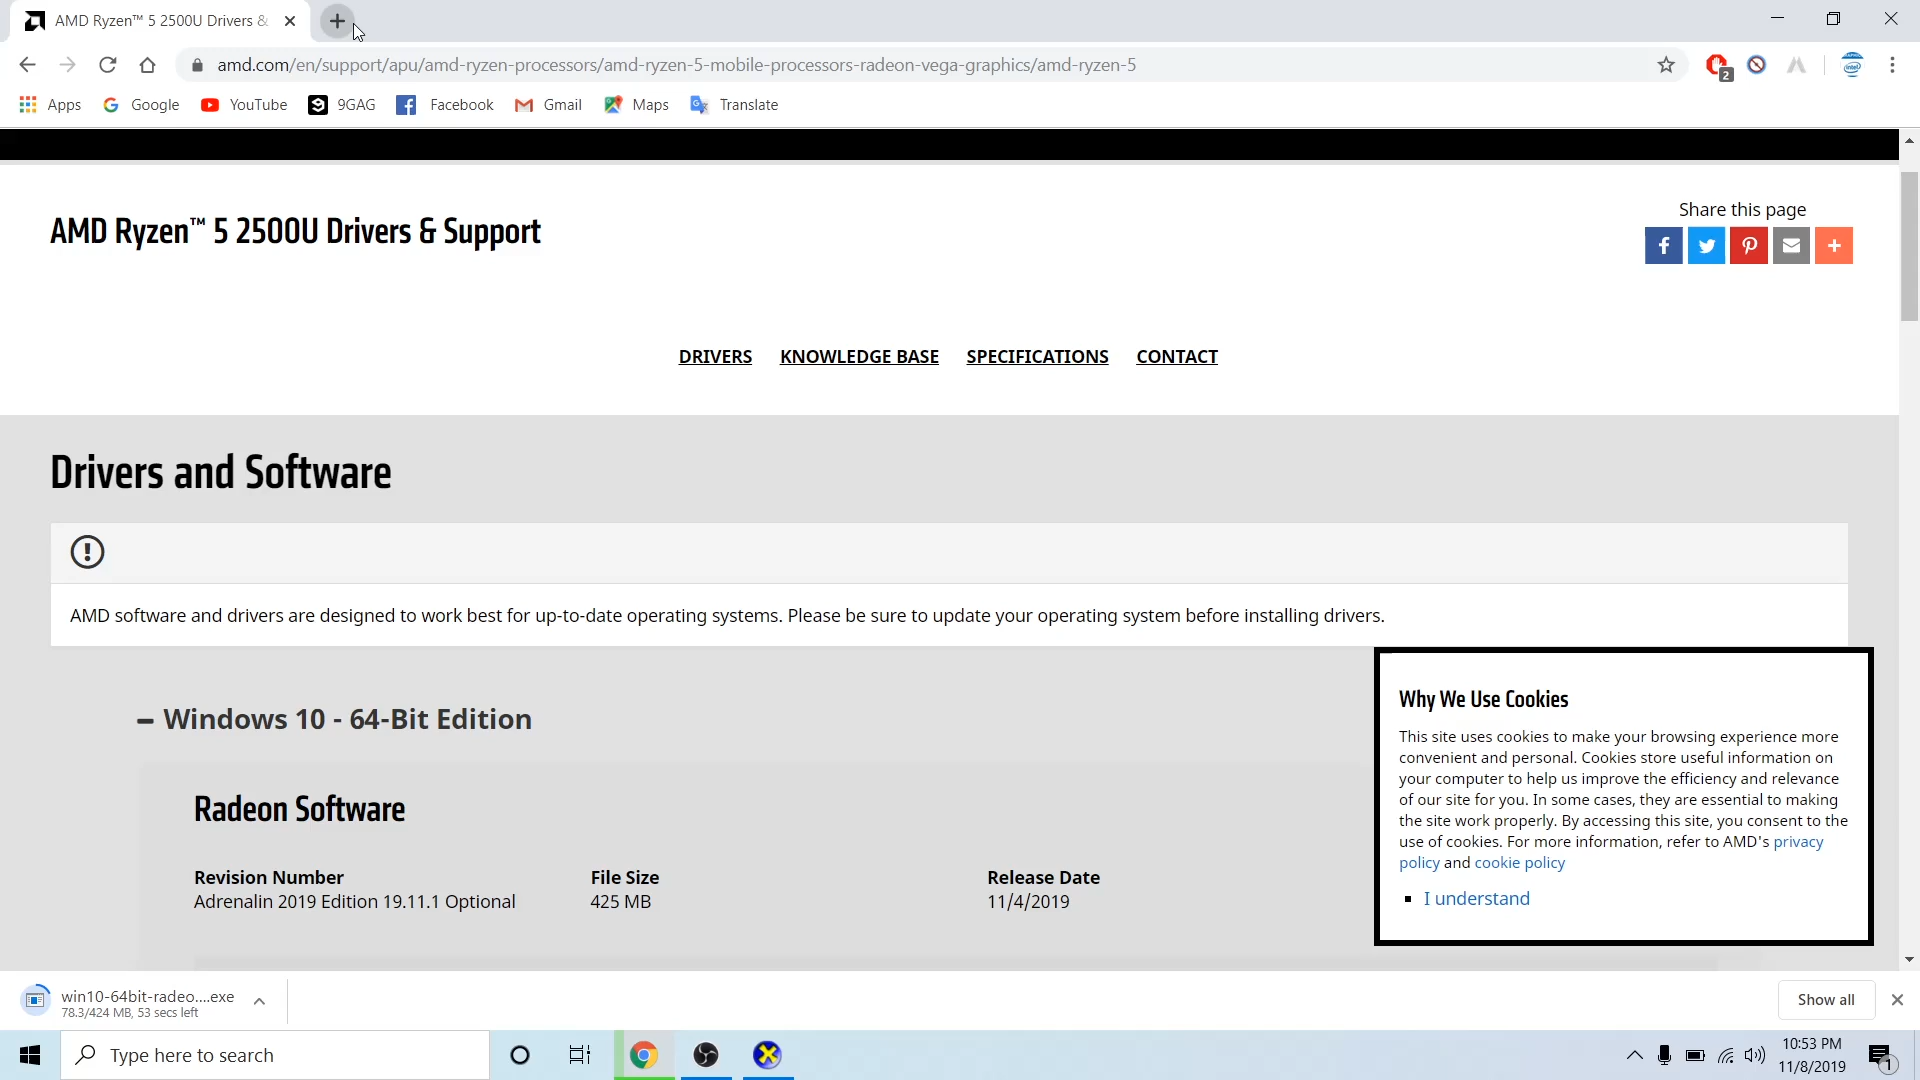 AMD Ryzen™ 5 2500U Drivers &
amd.com/en/support/apu/amd-ryzen-processors/amd-ryzen-5-mobile-processors-radeon-vega-graphics/amd-ryzen-5
2
intel
Apps
Google
YouTube
9GAG
Facebook
Gmail
Maps
Translate
AMD Ryzen™ 5 2500U Drivers & Support
Share this page
DRIVERS
KNOWLEDGE BASE
SPECIFICATIONS
CONTACT
Drivers and Software
AMD software and drivers are designed to work best for up-to-date operating systems. Please be sure to update your operating system before installing drivers.
Windows 10 - 64-Bit Edition
Radeon Software
Revision Number
Adrenalin 2019 Edition 19.11.1 Optional
File Size
425 MB
Release Date
11/4/2019
Why We Use Cookies
This site uses cookies to make your browsing experience more
convenient and personal. Cookies store useful information on
your computer to help us improve the efficiency and relevance
of our site for you. In some cases, they are essential to making
the site work properly. By accessing this site, you consent to the
use of cookies. For more information, refer to AMD's privacy
policy and cookie policy
I understand
win10-64bit-radeo....exe
78.3/424 MB, 53 secs left
Show all
Type here to search
10:53 PM
11/8/2019
1